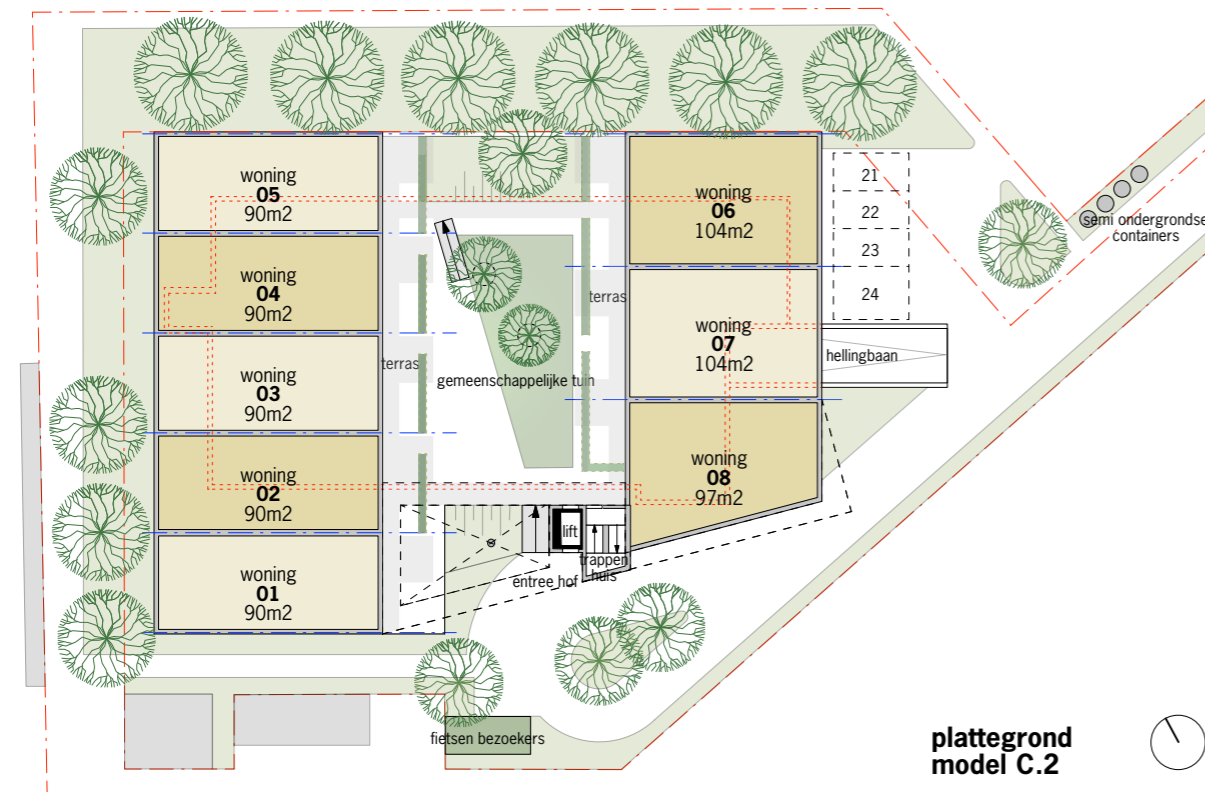 woning
05
90m2
woning
04
90m2
woning
03
90m2
woning
02
90m2
woning
01
90m2
terras
gemeenschappelijke tuin
terras
woning
06
104m2
woning
07
104m2
woning
08
97m2
21
22
23
24
hellingbaan
semi ondergrondse
containers
lift
trappen
huis
entree hof
fietsen bezoekers
plattegrond
model C.2